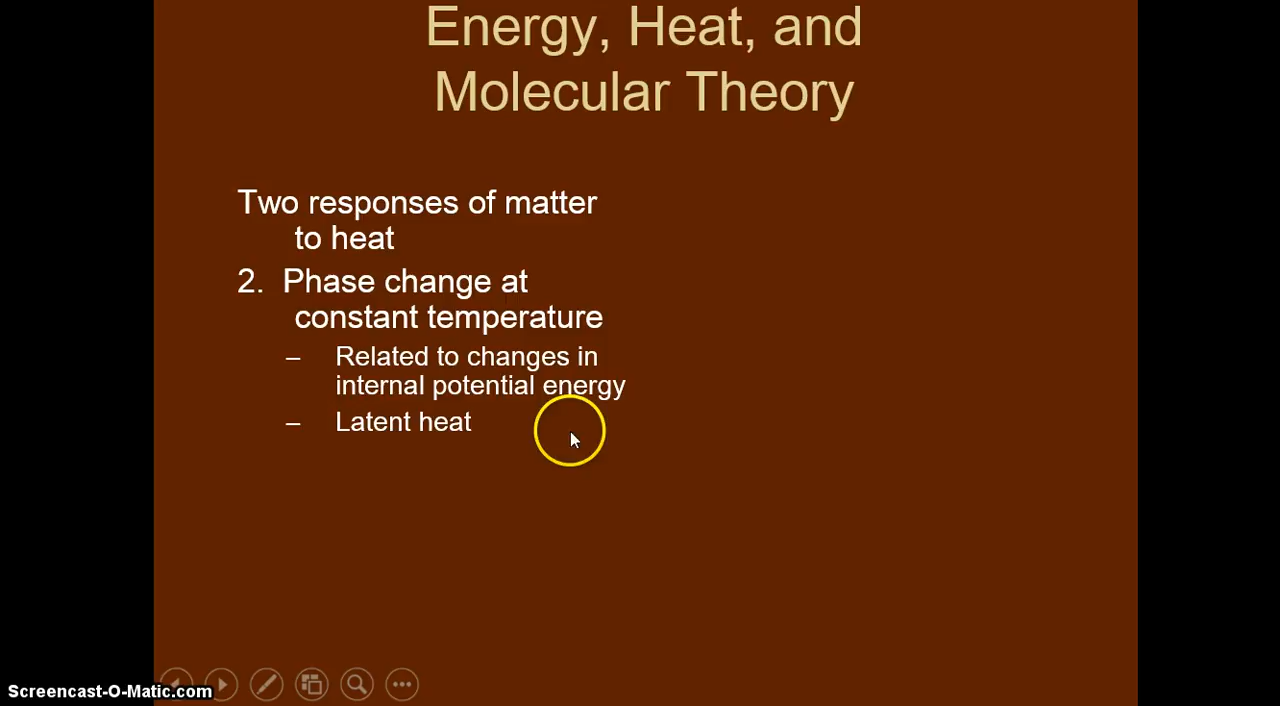 Energy, Heat, and
Molecular Theory
Two responses of matter
to heat
2. Phase change at
constant temperature
– Related to changes in
internal potential energy
– Latent heat
Screencast-O-Matic.com